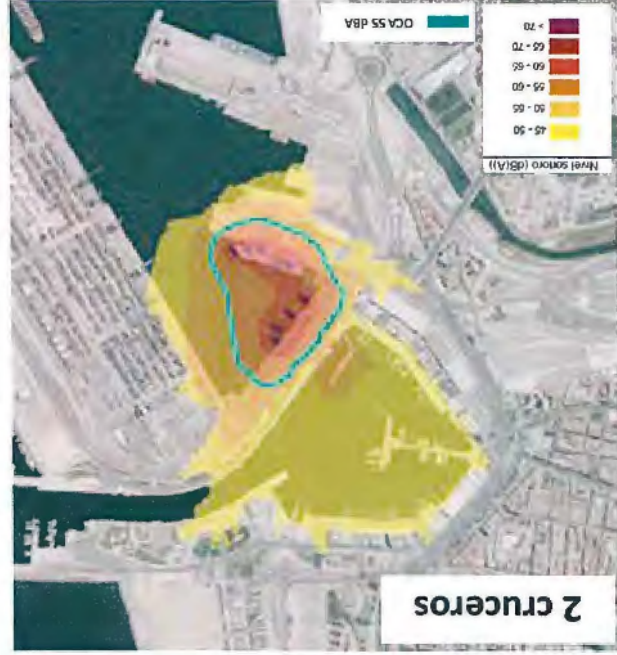 2 cruceros
Nivel sonoro (dB(A))
45 - 50
50 - 55
55 - 60
60 - 65
65 - 70
> 70
OCA 55 dBA